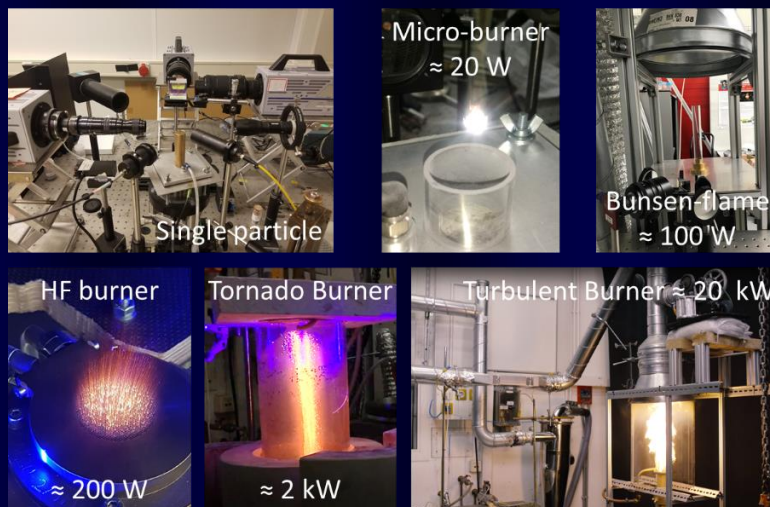 Single particle
Micro-burner
≈ 20 W
08
Bunsen-flame
≈ 100 W
HF burner
≈ 200 W
Tornado Burner
≈ 2 kW
Turbulent Burner ≈ 20 kW